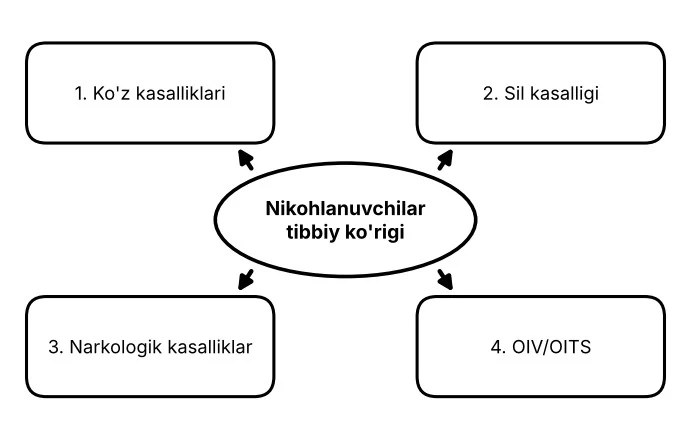 1. Ko'z kasalliklari
2. Sil kasalligi
Nikohlanuvchilar
tibbiy ko'rigi
3. Narkologik kasalliklar
4. OIV/OITS